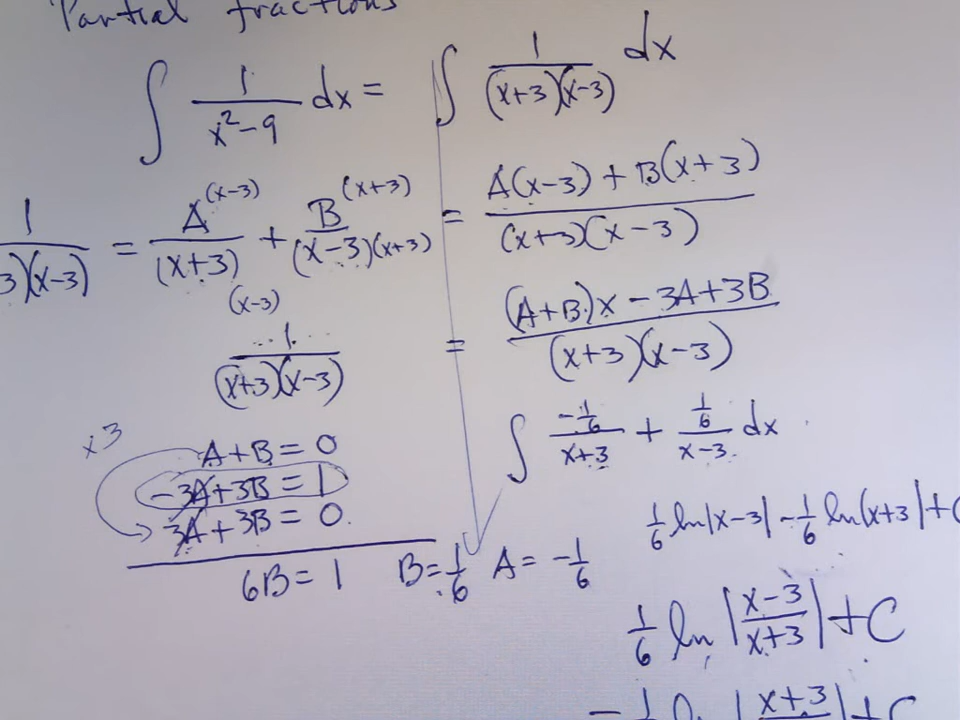 Partial fractions
∫ 1/(x²-9) dx = ∫ 1/((x+3)(x-3)) dx
1/(3)(x-3)) = A(x-3)/((x+3)(x-3)) + B(x+3)/((x-3)(x+3)) = (A(x-3) + B(x+3))/((x+3)(x-3))
1/((x+3)(x-3)) = ((A+B)x - 3A + 3B)/((x+3)(x-3))
×3
A + B = 0
-3A + 3B = 1
3A + 3B = 0
6B = 1 B = 1/6 A = -1/6
∫ (-1/6)/(x+3) + (1/6)/(x-3) dx
1/6 ln|x-3| - 1/6 ln(x+3| + C
1/6 ln |(x-3)/(x+3)| + C
x+3